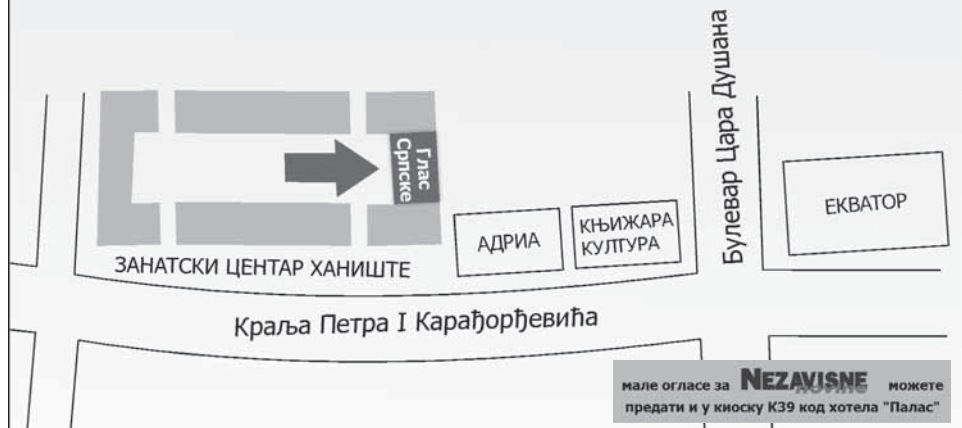 Булевар Цара Душана
Глас
Српске
ЕКВАТОР
КЊИЖАРА
КУЛТУРА
АДРИА
ЗАНАТСКИ ЦЕНТАР ХАНИШТЕ
Краља Петра I Карађорђевића
мале огласе за NEZAVISNE novine можете
предати и у киоску К39 код хотела "Палас"